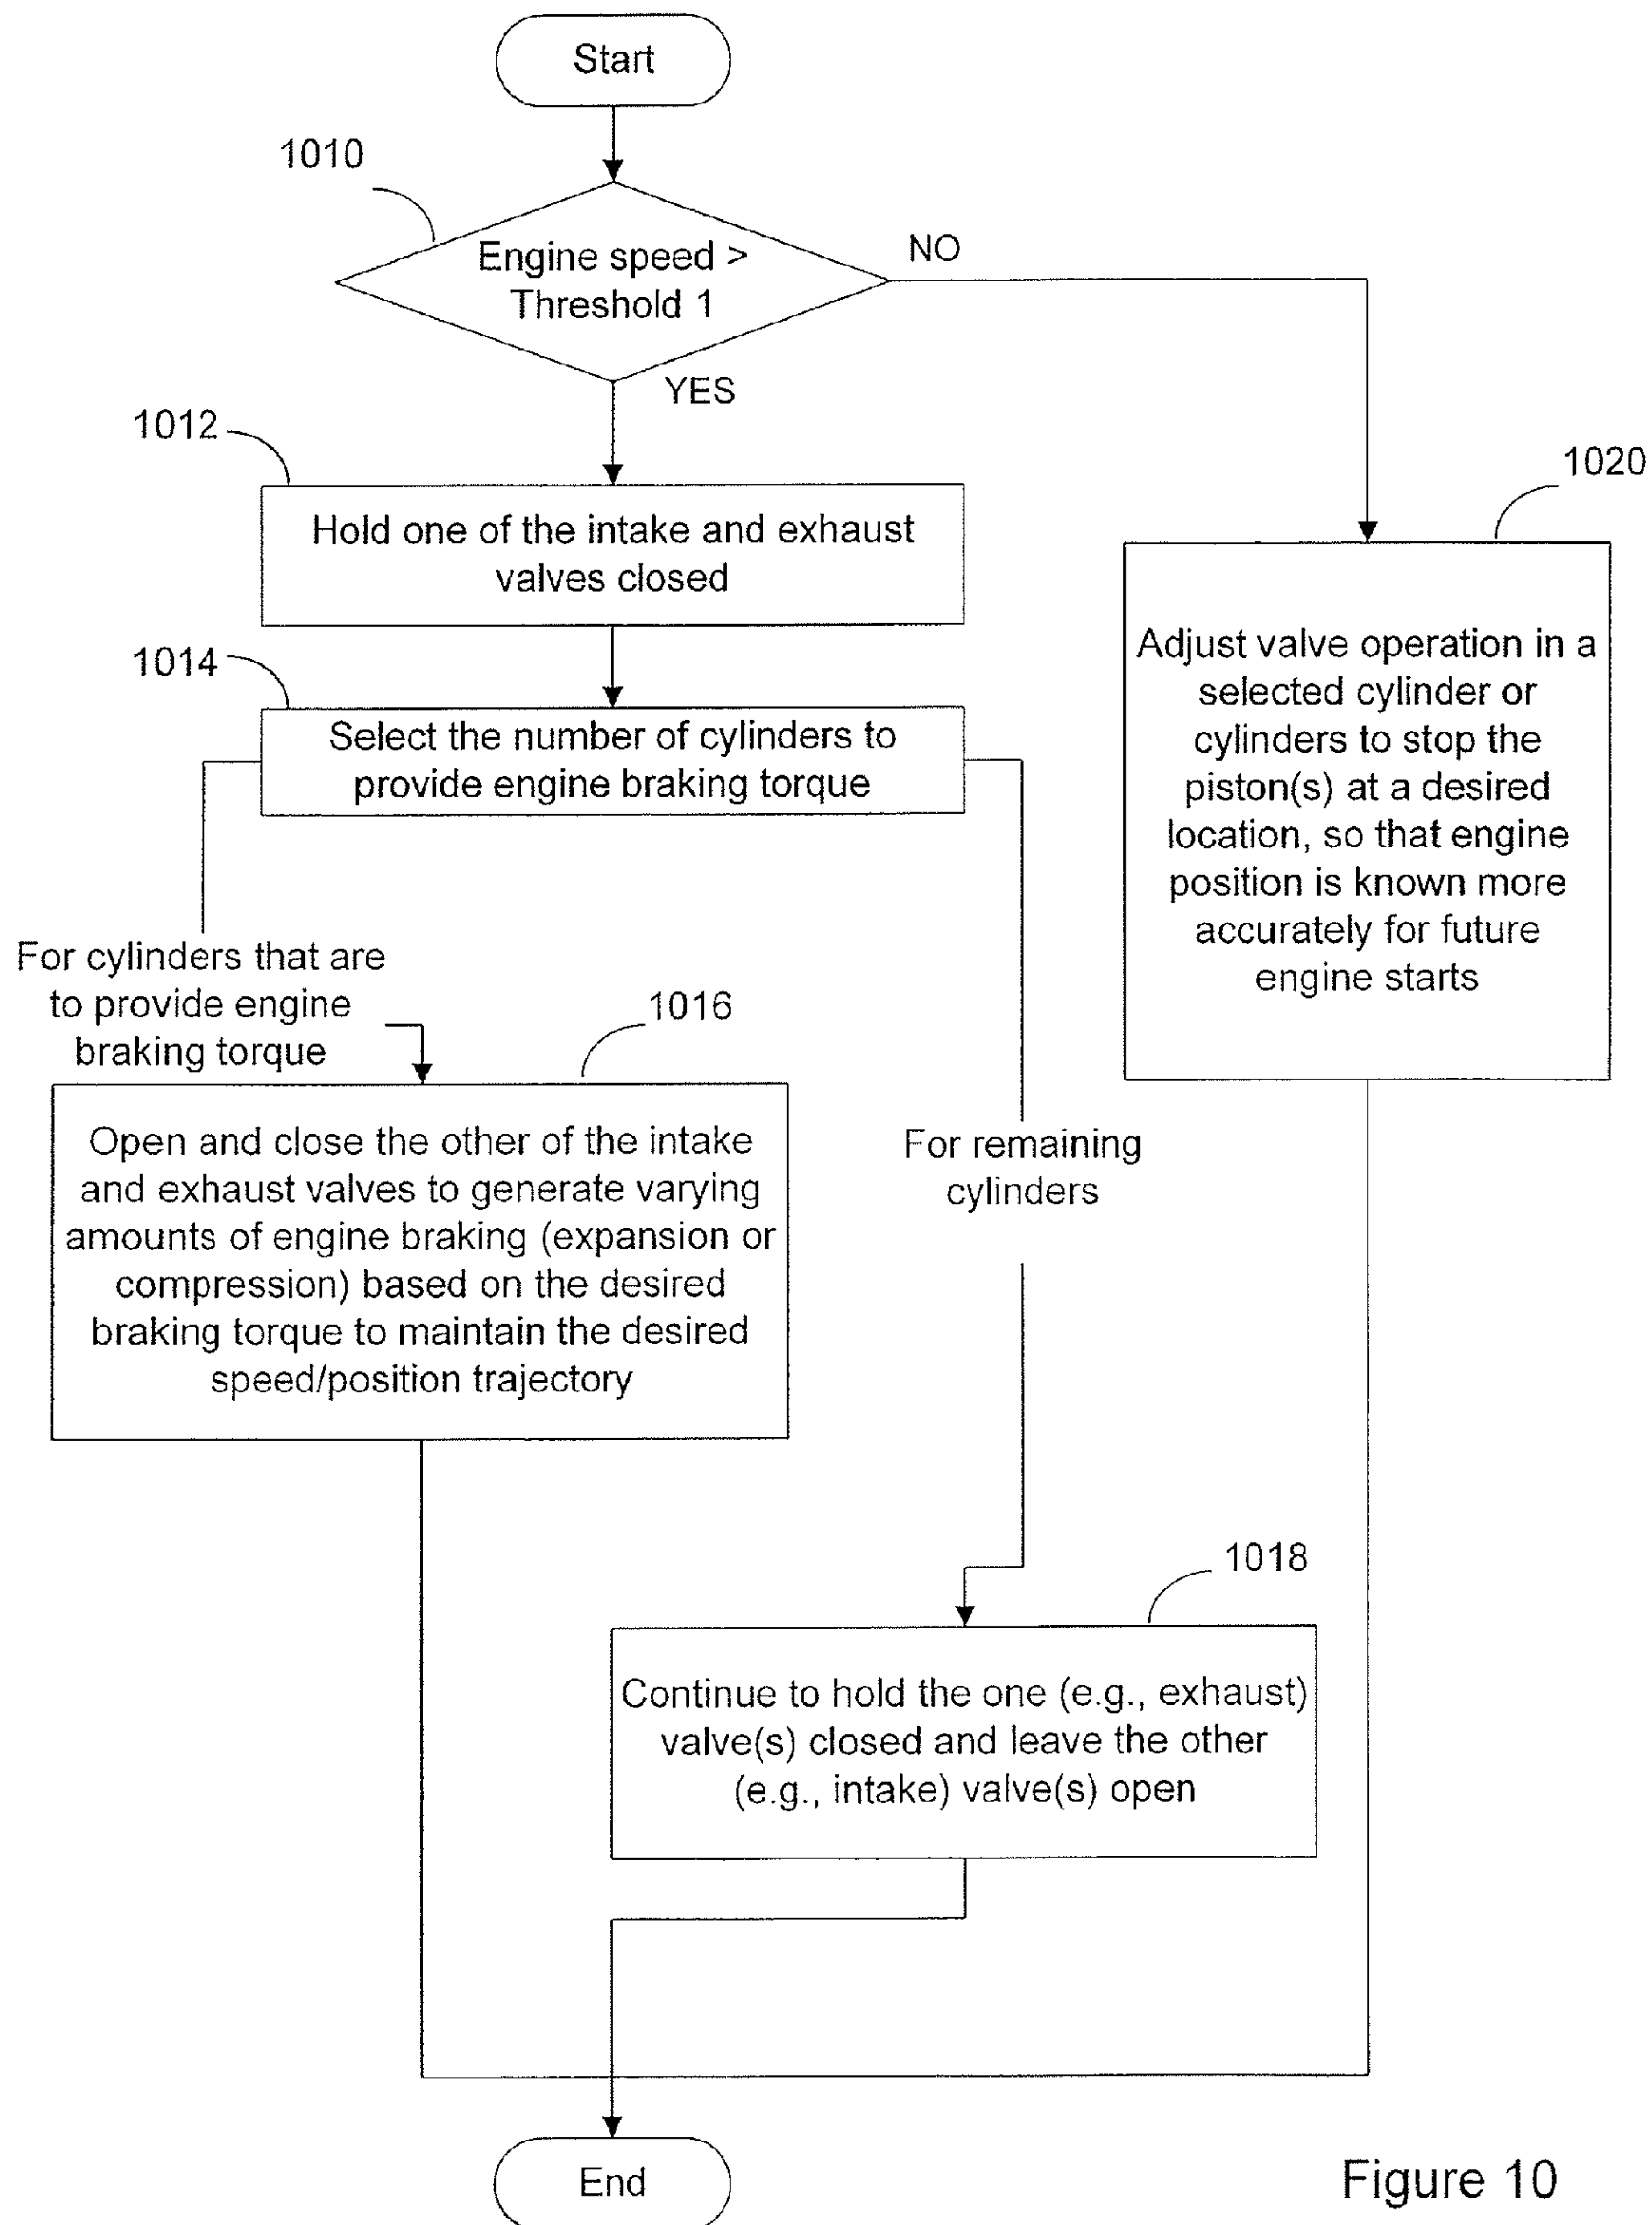 Start
1010
Engine speed >
Threshold 1
NO
YES
1012
Hold one of the intake and exhaust
valves closed
1014
Select the number of cylinders to
provide engine braking torque
1020
Adjust valve operation in a
selected cylinder or
cylinders to stop the
piston(s) at a desired
location, so that engine
position is known more
accurately for future
engine starts
For cylinders that are
to provide engine
braking torque
1016
Open and close the other of the intake
and exhaust valves to generate varying
amounts of engine braking (expansion or
compression) based on the desired
braking torque to maintain the desired
speed/position trajectory
For remaining
cylinders
1018
Continue to hold the one (e.g., exhaust)
valve(s) closed and leave the other
(e.g., intake) valve(s) open
End
Figure 10